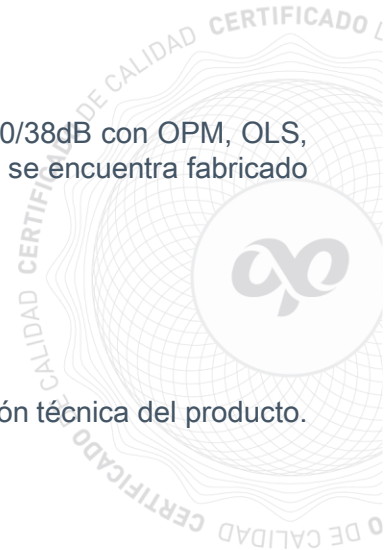 CERTIFICADO DE CALIDAD CERTIFICADO
0/38dB con OPM, OLS,
se encuentra fabricado
ón técnica del producto.
CERTIFICADO DE CALIDAD